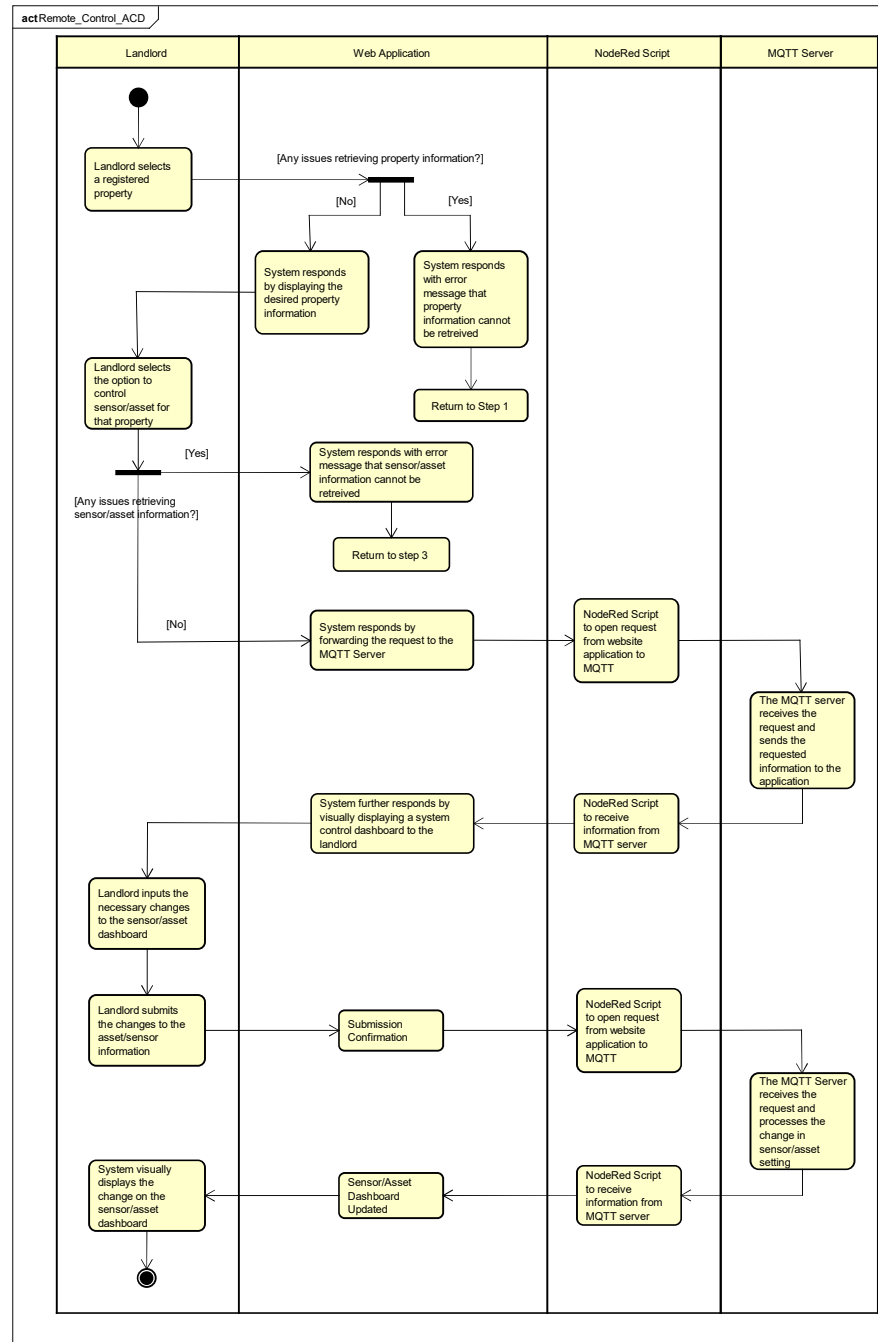 act Remote_Control_ACD
Landlord
Web Application
NodeRed Script
MQTT Server
Landlord selects
a registered
property
[Any issues retrieving property information?]
[No]
[Yes]
System responds
by displaying the
desired property
information
System responds
with error
message that
property
information cannot
be retreived
Landlord selects
the option to
control
sensor/asset for
that property
Return to Step 1
[Yes]
System responds with error
message that sensor/asset
information cannot be
retreived
[Any issues retrieving
sensor/asset information?]
Return to step 3
[No]
System responds by
forwarding the request to the
MQTT Server
NodeRed Script
to open request
from website
application to
MQTT
The MQTT server
receives the
request and
sends the
requested
information to the
application
System further responds by
visually displaying a system
control dashboard to the
landlord
NodeRed Script
to receive
information from
MQTT server
Landlord inputs the
necessary changes
to the sensor/asset
dashboard
Landlord submits
the changes to the
asset/sensor
information
Submission
Confirmation
NodeRed Script
to open request
from website
application to
MQTT
The MQTT Server
receives the
request and
processes the
change in
sensor/asset
setting
System visually
displays the
change on the
sensor/asset
dashboard
Sensor/Asset
Dashboard
Updated
NodeRed Script
to receive
information from
MQTT server